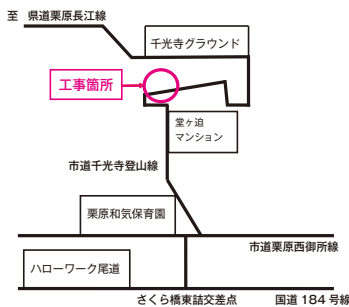 至 県道栗原長江線
千光寺グラウンド
工事箇所
堂ヶ迫
マンション
市道千光寺登山線
栗原和気保育園
市道栗原西御所線
ハローワーク尾道
さくら橋東詰交差点
国道184号線